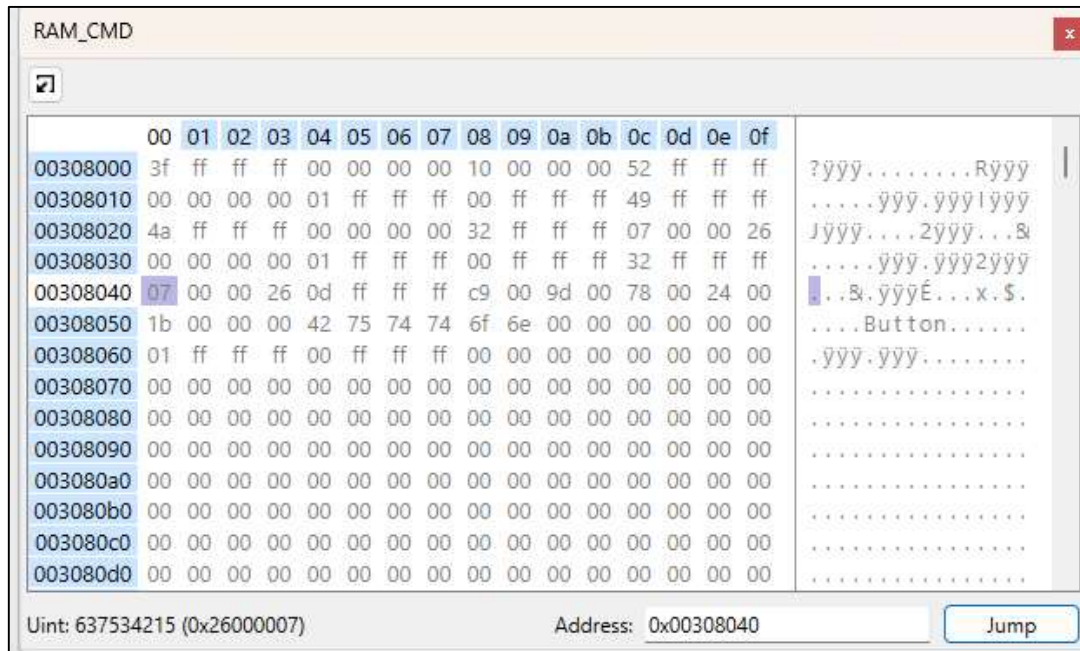 RAM_CMD
x
00 01 02 03 04 05 06 07 08 09 0a 0b 0c 0d 0e 0f
00308000 3f ff ff ff 00 00 00 00 10 00 00 00 52 ff ff ff ?ÿÿÿ........Rÿÿÿ
00308010 00 00 00 00 01 ff ff ff 00 ff ff ff 49 ff ff ff .....ÿÿÿ.ÿÿÿIÿÿÿ
00308020 4a ff ff ff 00 00 00 00 32 ff ff ff 07 00 00 26 Jÿÿÿ....2ÿÿÿ...&
00308030 00 00 00 00 01 ff ff ff 00 ff ff ff 32 ff ff ff .....ÿÿÿ.ÿÿÿ2ÿÿÿ
00308040 07 00 00 26 0d ff ff ff c9 00 9d 00 78 00 24 00 ...&.ÿÿÿÉ...x.$.
00308050 1b 00 00 00 42 75 74 74 6f 6e 00 00 00 00 00 00 ....Button......
00308060 01 ff ff ff 00 ff ff ff 00 00 00 00 00 00 00 00 .ÿÿÿ.ÿÿÿ........
00308070 00 00 00 00 00 00 00 00 00 00 00 00 00 00 00 00 ................
00308080 00 00 00 00 00 00 00 00 00 00 00 00 00 00 00 00 ................
00308090 00 00 00 00 00 00 00 00 00 00 00 00 00 00 00 00 ................
003080a0 00 00 00 00 00 00 00 00 00 00 00 00 00 00 00 00 ................
003080b0 00 00 00 00 00 00 00 00 00 00 00 00 00 00 00 00 ................
003080c0 00 00 00 00 00 00 00 00 00 00 00 00 00 00 00 00 ................
003080d0 00 00 00 00 00 00 00 00 00 00 00 00 00 00 00 00 ................
Uint: 637534215 (0x26000007) Address: 0x00308040 Jump